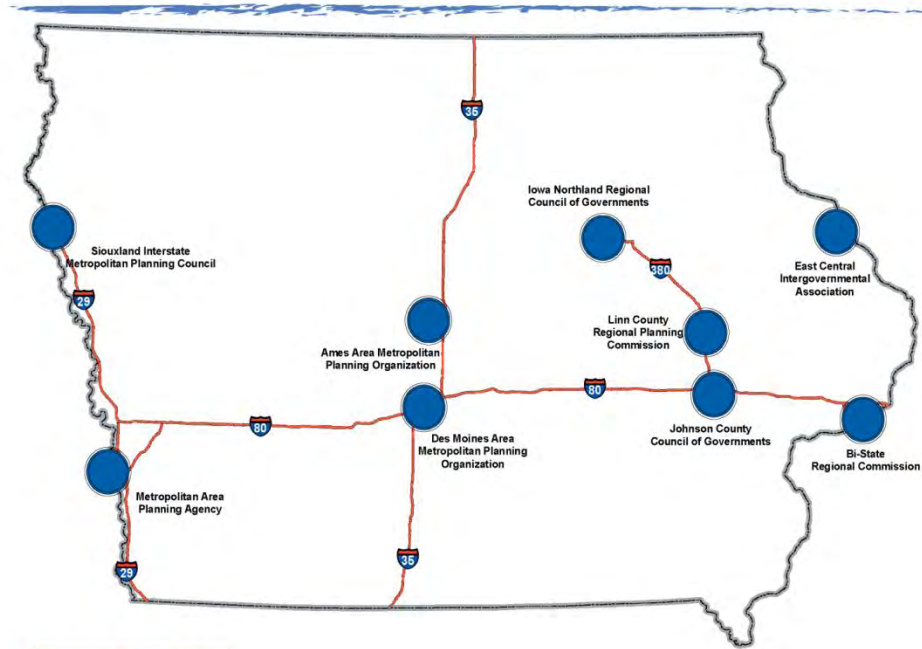 35
Iowa Northland Regional
Council of Governments
Siouxland Interstate
Metropolitan Planning Council
380
East Central
Intergovernmental
Association
29
Linn County
Regional Planning
Commission
Ames Area Metropolitan
Planning Organization
80
80
Johnson County
Council of Governments
Des Moines Area
Metropolitan Planning
Organization
Bi-State
Regional Commission
Metropolitan Area
Planning Agency
35
29